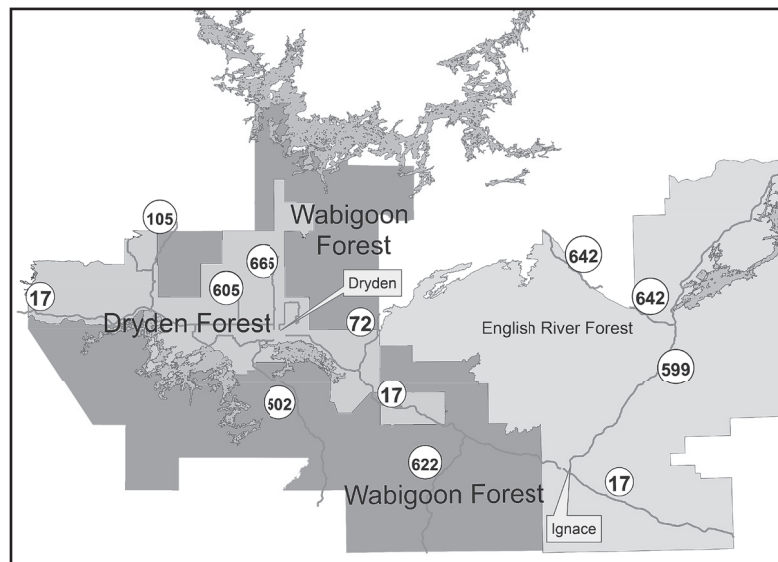 105
Wabigoon
Forest
665
642
Dryden
605
17
642
Dryden Forest
72
English River Forest
599
17
502
622
17
Wabigoon Forest
Ignace